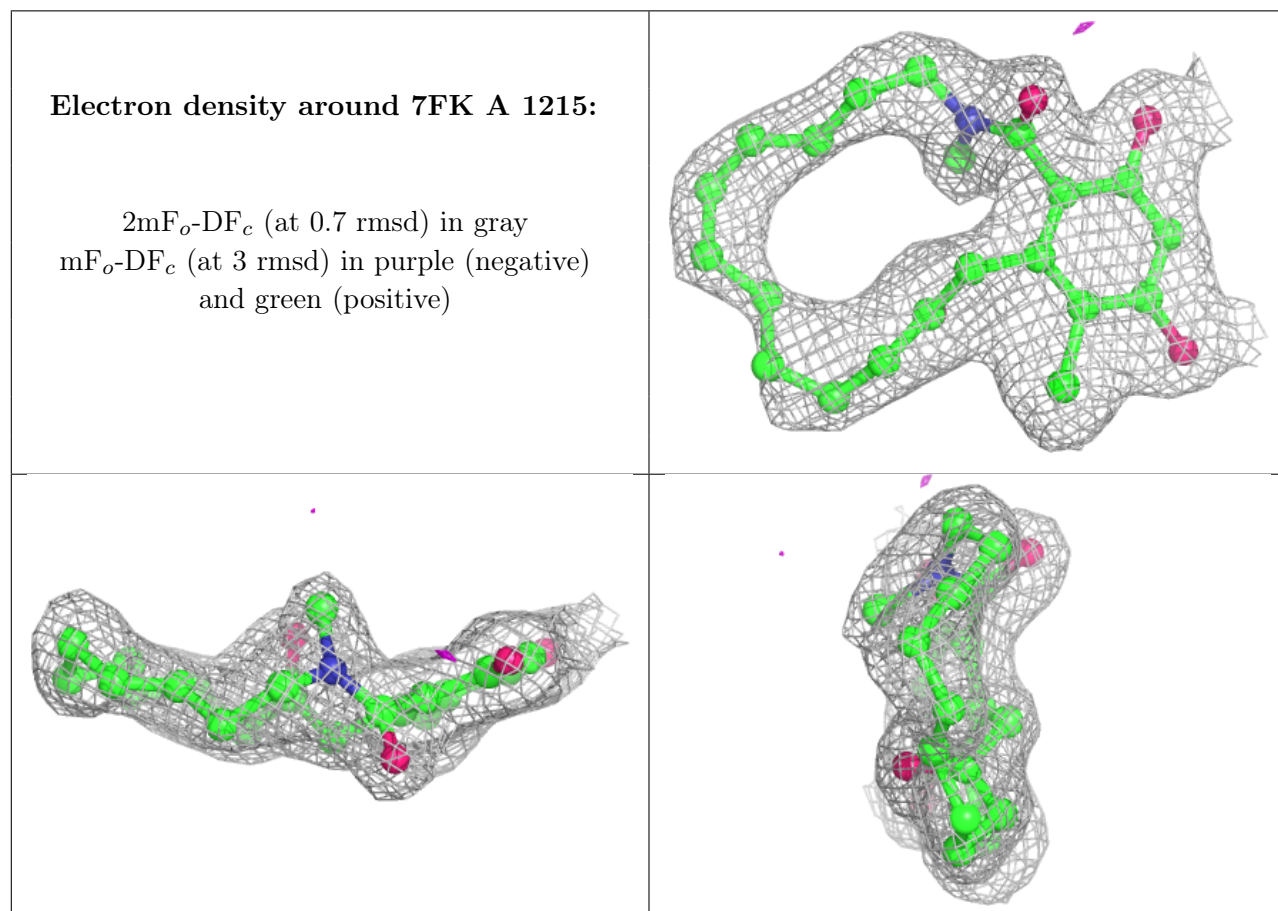 Electron density around 7FK A 1215:
2mFo-DFc (at 0.7 rmsd) in gray
mFo-DFc (at 3 rmsd) in purple (negative)
and green (positive)